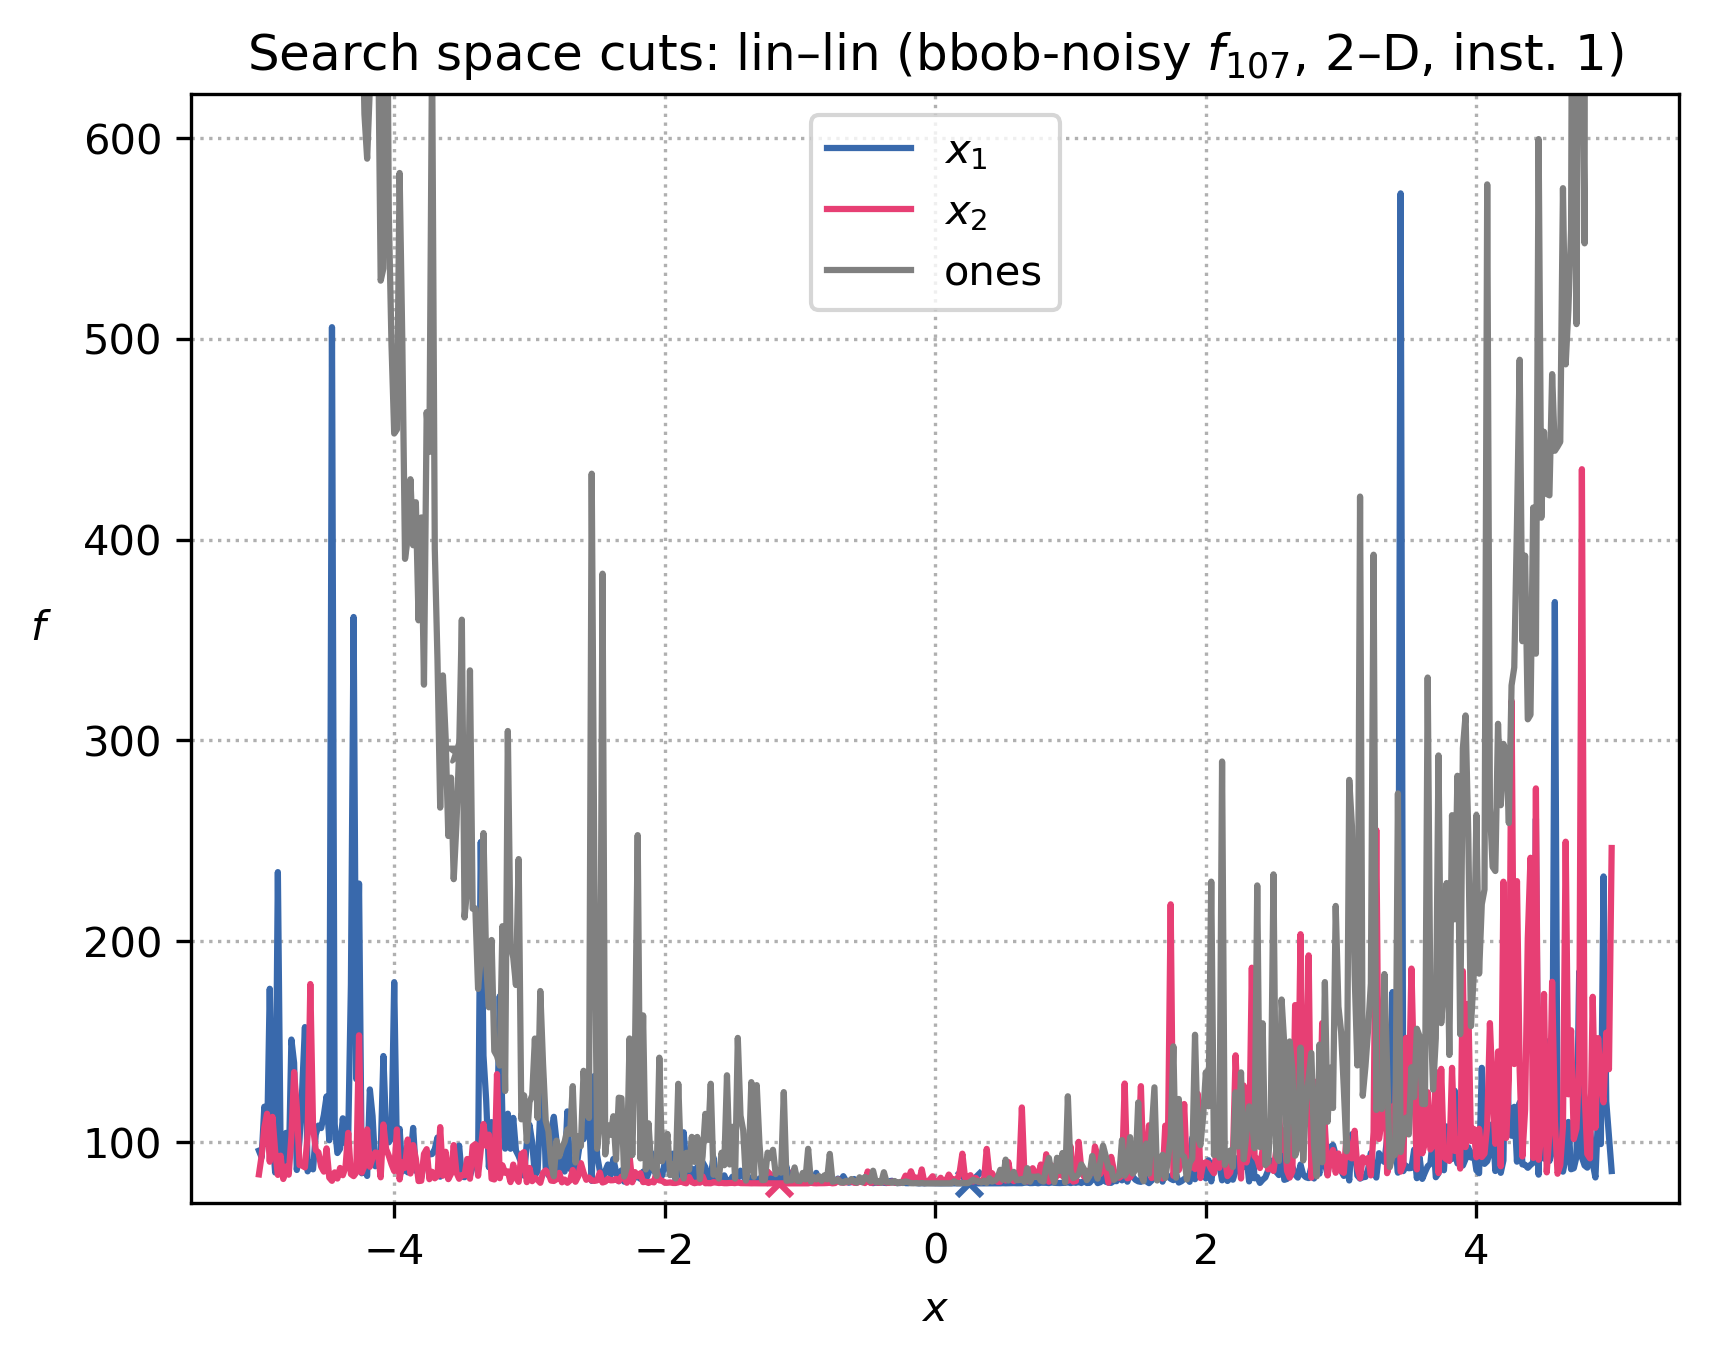 Search space cuts: lin–lin (bbob-noisy f₁₀₇, 2–D, inst. 1)
x₁
x₂
ones
600
500
400
300
200
100
f
−4
−2
0
2
4
x